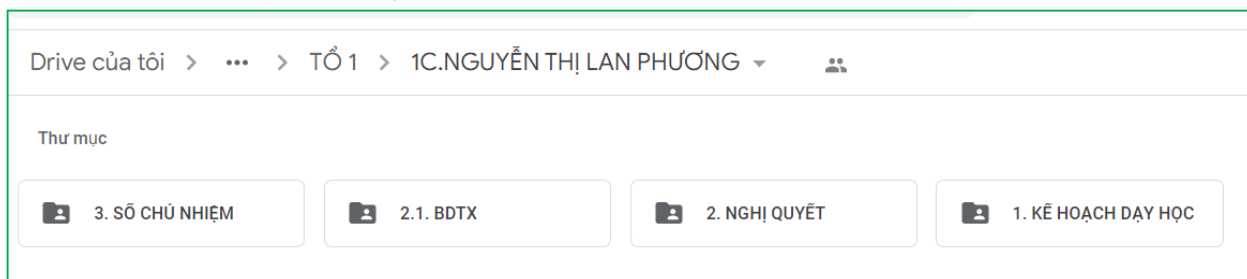 Drive của tôi > ••• > TỔ 1 > 1C.NGUYỄN THỊ LAN PHƯƠNG
Thư mục
3. SỔ CHỦ NHIỆM 2.1. BDTX 2. NGHỊ QUYẾT 1. KẾ HOẠCH DẠY HỌC